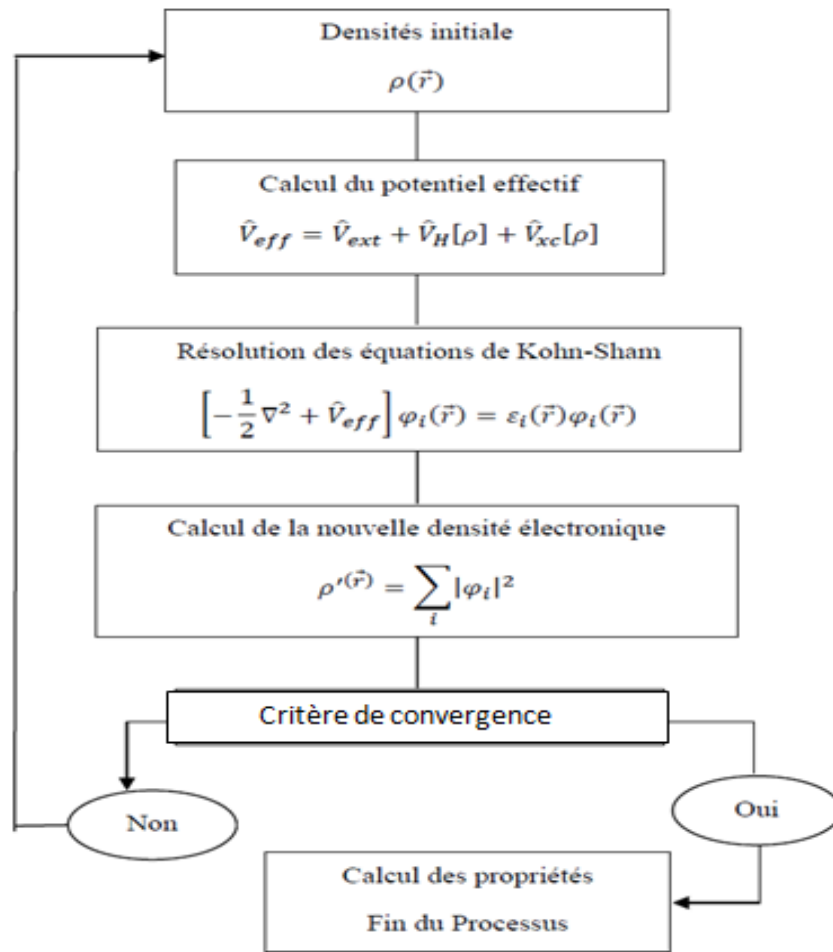 Densités initiale
ρ(r⃗)
Calcul du potentiel effectif
V̂eff = V̂ext + V̂H[ρ] + V̂xc[ρ]
Résolution des équations de Kohn-Sham
[−1/2 ∇² + V̂eff] φi(r⃗) = εi(r⃗)φi(r⃗)
Calcul de la nouvelle densité électronique
ρ′(r⃗) = ∑i |φi|²
Critère de convergence
Non
Oui
Calcul des propriétés
Fin du Processus